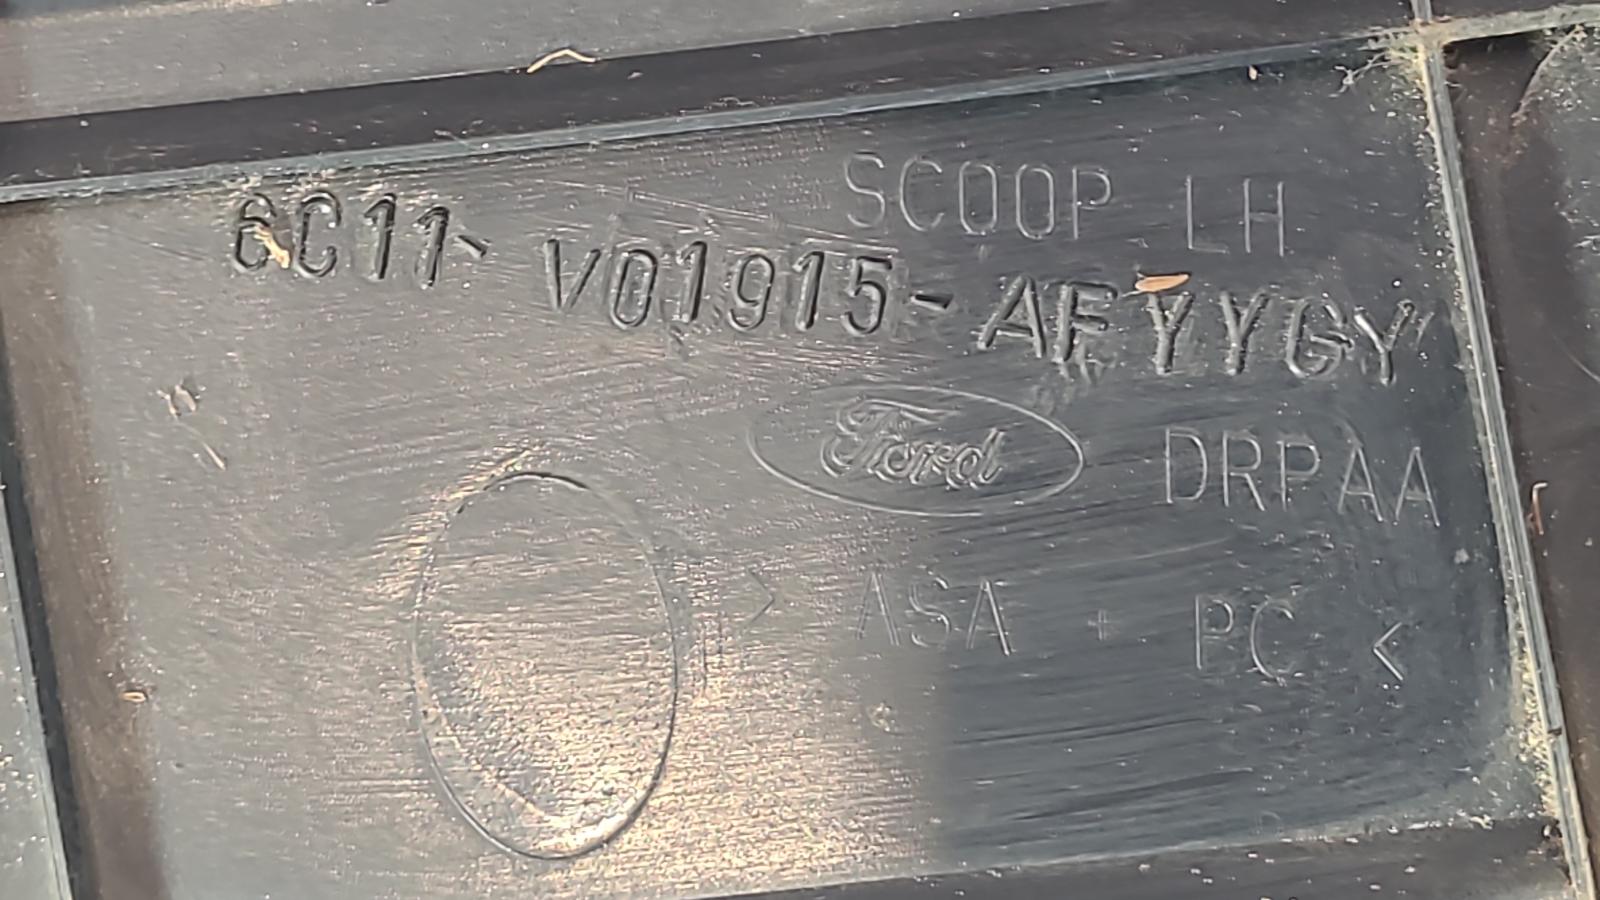 SCOOP LH
6C11-V01915-AFYYGY
Ford DRPAA
> ASA + PC <